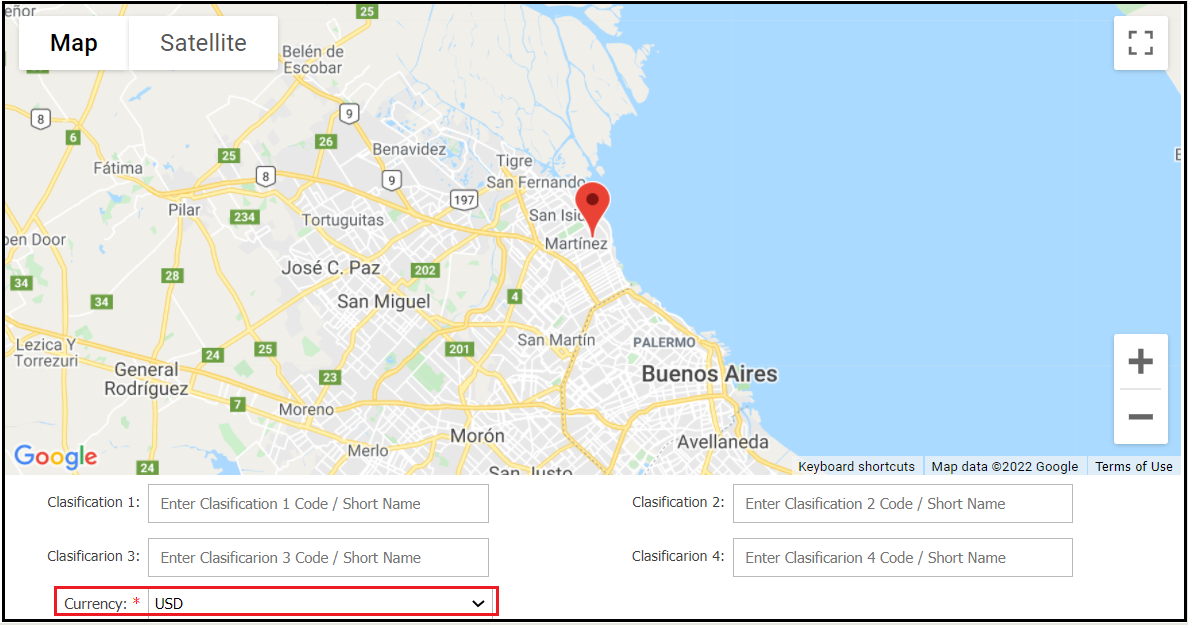 eñor
25
Map
Satellite
Belén de
Escobar
8
9
6
26
25
Benavidez
Tigre
Fátima
8
9
San Fernando
197
Pilar
234
Tortuguitas
San Isid
Martínez
pen Door
José C. Paz
202
28
34
34
San Miguel
4
Lezica Y
Torrezuri
24
25
201
San Martín
PALERMO
General
Rodríguez
23
Buenos Aires
7
Moreno
Morón
Avellaneda
Merlo
Google
24
San Justo
Keyboard shortcuts
Map data ©2022 Google
Terms of Use
Clasification 1:
Enter Clasification 1 Code / Short Name
Clasification 2:
Enter Clasification 2 Code / Short Name
Clasificarion 3:
Enter Clasificarion 3 Code / Short Name
Clasificarion 4:
Enter Clasificarion 4 Code / Short Name
Currency: *
USD